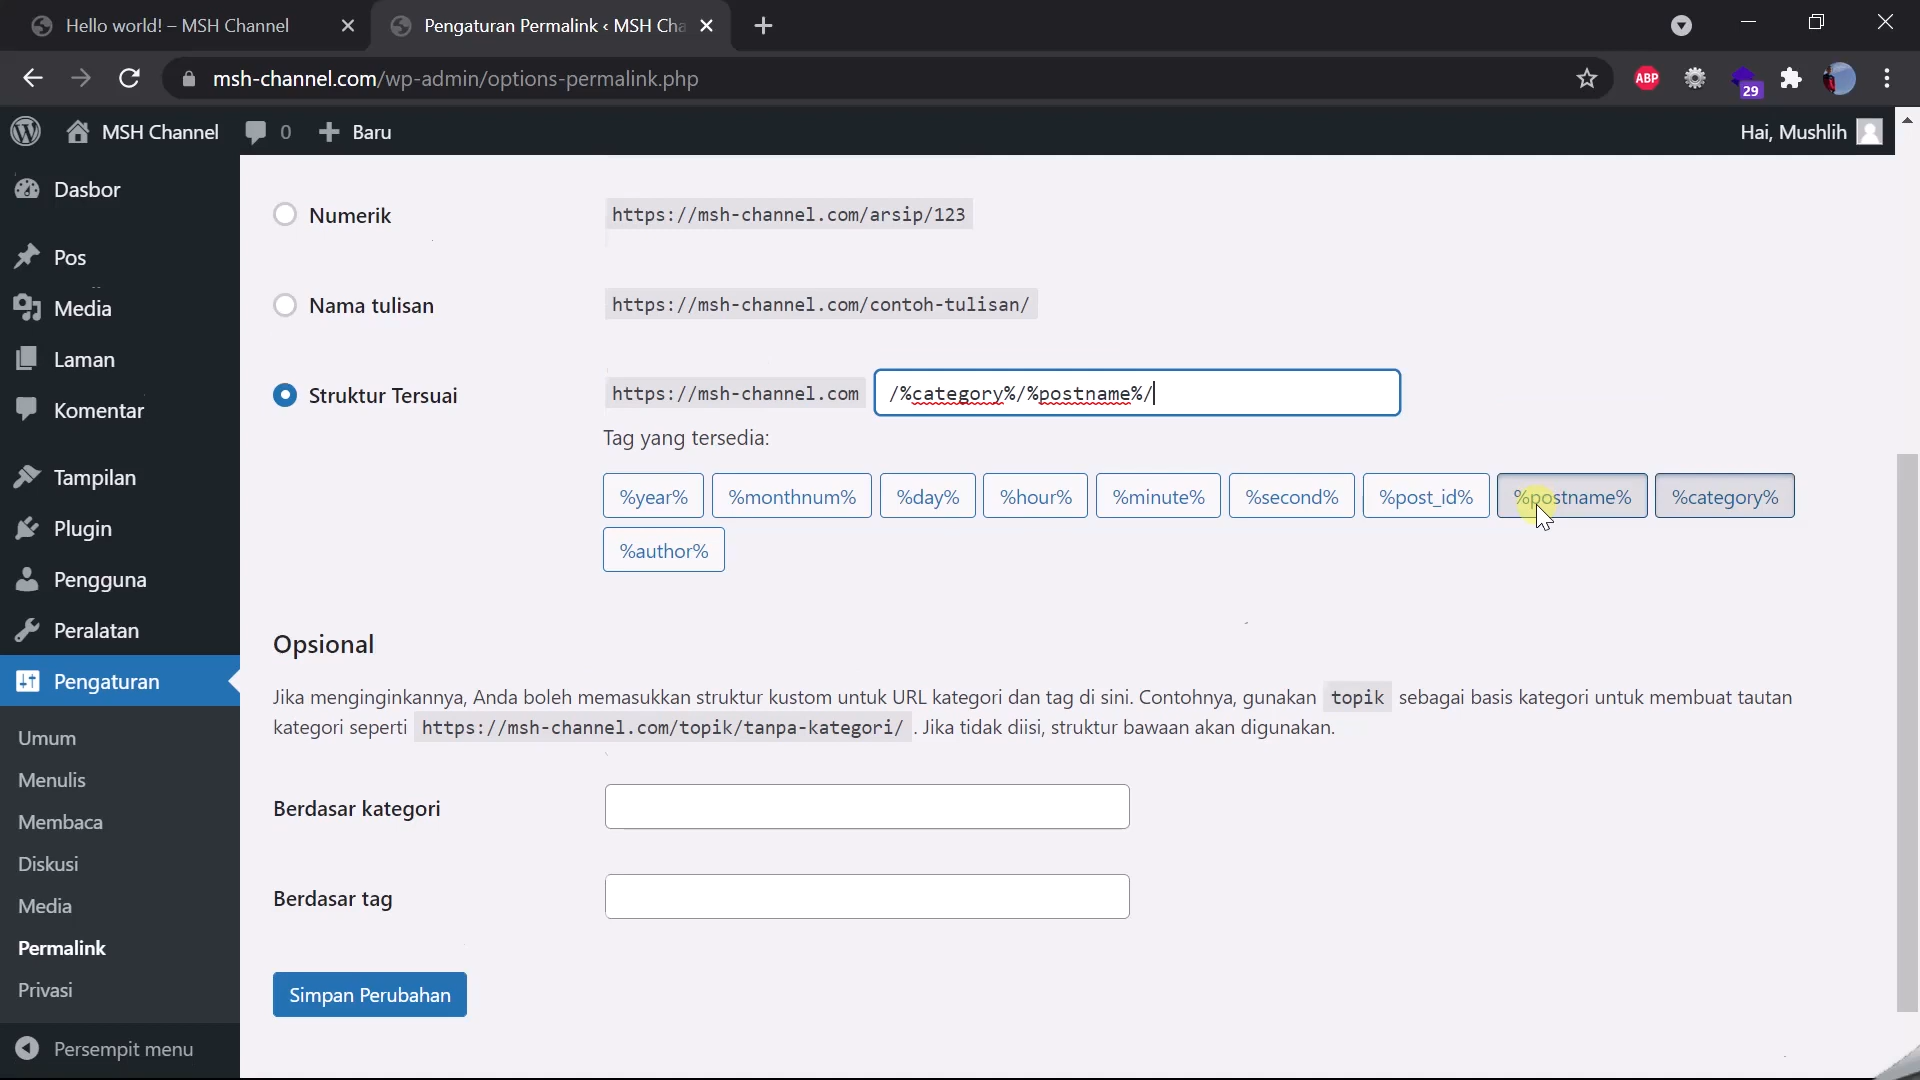 Hello world! – MSH Channel
Pengaturan Permalink ‹ MSH Cha
msh-channel.com/wp-admin/options-permalink.php
ABP
29
MSH Channel
0
Baru
Hai, Mushlih
Dasbor
Pos
Media
Laman
Komentar
Tampilan
Plugin
Pengguna
Peralatan
Pengaturan
Umum
Menulis
Membaca
Diskusi
Media
Permalink
Privasi
Persempit menu
Numerik
https://msh-channel.com/arsip/123
Nama tulisan
https://msh-channel.com/contoh-tulisan/
Struktur Tersuai
https://msh-channel.com /%category%/%postname%/
Tag yang tersedia:
%year% %monthnum% %day% %hour% %minute% %second% %post_id% %postname% %category%
%author%
Opsional
Jika menginginkannya, Anda boleh memasukkan struktur kustom untuk URL kategori dan tag di sini. Contohnya, gunakan topik sebagai basis kategori untuk membuat tautan
kategori seperti https://msh-channel.com/topik/tanpa-kategori/ . Jika tidak diisi, struktur bawaan akan digunakan.
Berdasar kategori
Berdasar tag
Simpan Perubahan